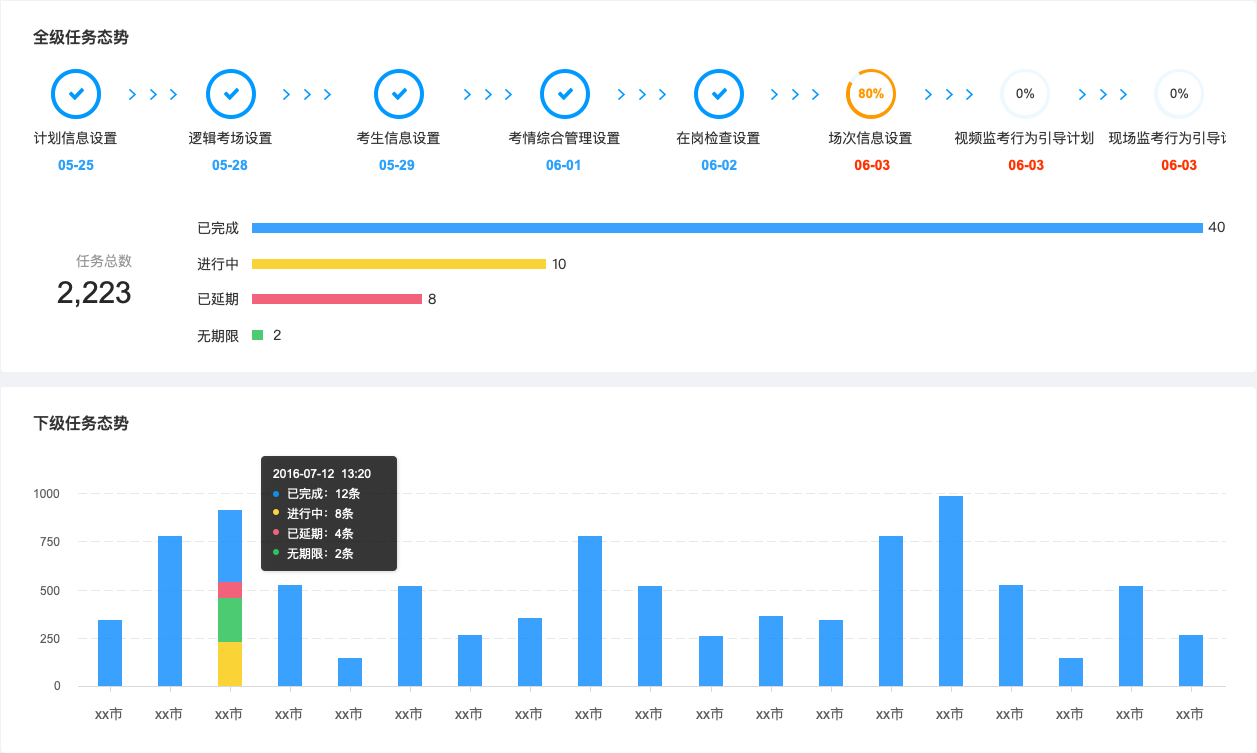 全级任务态势
80% 0% 0%
计划信息设置 逻辑考场设置 考生信息设置 考情综合管理设置 在岗检查设置 场次信息设置 视频监考行为引导计划 现场监考行为引导
05-25 05-28 05-29 06-01 06-02 06-03 06-03 06-03
任务总数
2,223
已完成 40
进行中 10
已延期 8
无期限 2
下级任务态势
2016-07-12 13:20
已完成：12条
进行中：8条
已延期：4条
无期限：2条
1000
750
500
250
0
xx市 xx市 xx市 xx市 xx市 xx市 xx市 xx市 xx市 xx市 xx市 xx市 xx市 xx市 xx市 xx市 xx市 xx市 xx市